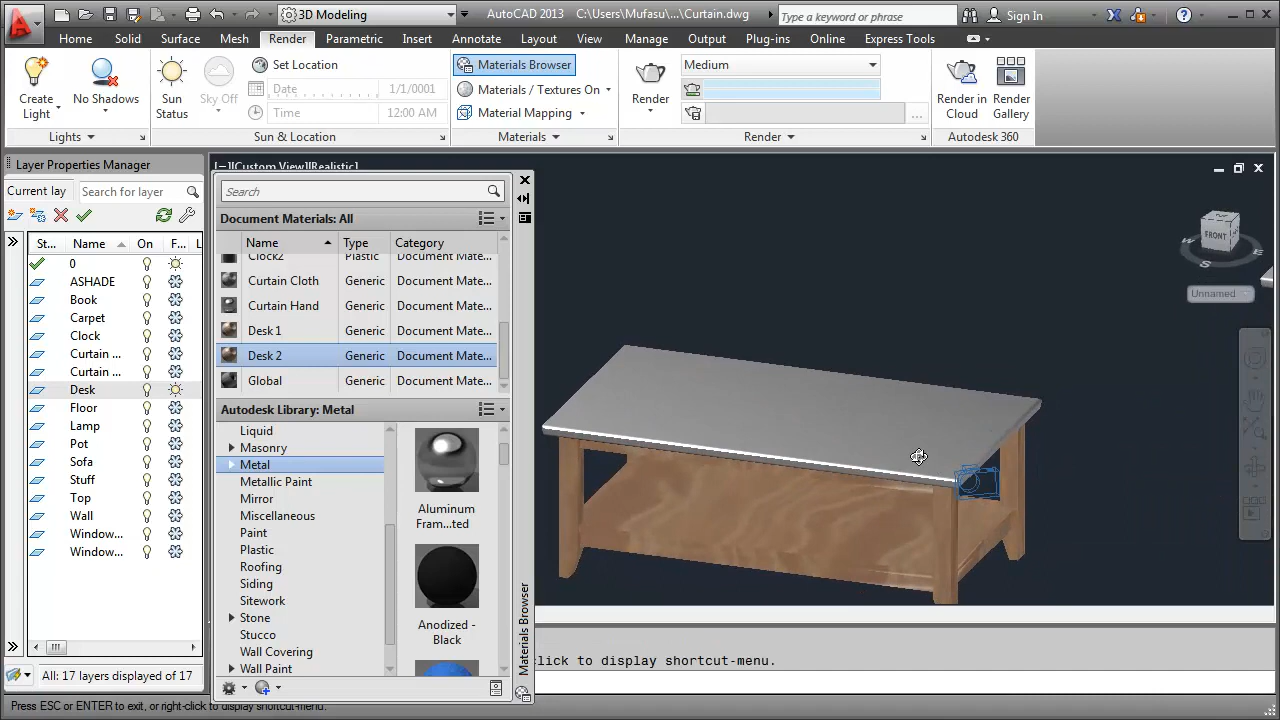 3D Modeling
AutoCAD 2013 C:\Users\Mufasu\...\Curtain.dwg
Type a keyword or phrase
Sign In
Home Solid Surface Mesh Render Parametric Insert Annotate Layout View Manage Output Plug-ins Online Express Tools
Create Light
No Shadows
Sun Status
Sky Off
Set Location
Date 1/1/0001
Time 12:00 AM
Materials Browser
Materials / Textures On
Material Mapping
Render
Medium
Render in Cloud
Render Gallery
Lights
Sun & Location
Materials
Render
Autodesk 360
Layer Properties Manager
Current lay
Search for layer
St... Name On F... L
0
ASHADE
Book
Carpet
Clock
Curtain ...
Curtain ...
Desk
Floor
Lamp
Pot
Sofa
Stuff
Top
Wall
Window...
Window...
All: 17 layers displayed of 17
[−][Custom View][Realistic]
Search
Document Materials: All
Name Type Category
Clock2 Plastic Document Mate...
Curtain Cloth Generic Document Mate...
Curtain Hand Generic Document Mate...
Desk 1 Generic Document Mate...
Desk 2 Generic Document Mate...
Global Generic Document Mate...
Autodesk Library: Metal
Liquid
Masonry
Metal
Metallic Paint
Mirror
Miscellaneous
Paint
Plastic
Roofing
Siding
Sitework
Stone
Stucco
Wall Covering
Wall Paint
Aluminum
Fram...ted
Anodized -
Black
Materials Browser
FRONT
W
S
E
Unnamed
click to display shortcut-menu.
Press ESC or ENTER to exit, or right-click to display shortcut-menu.